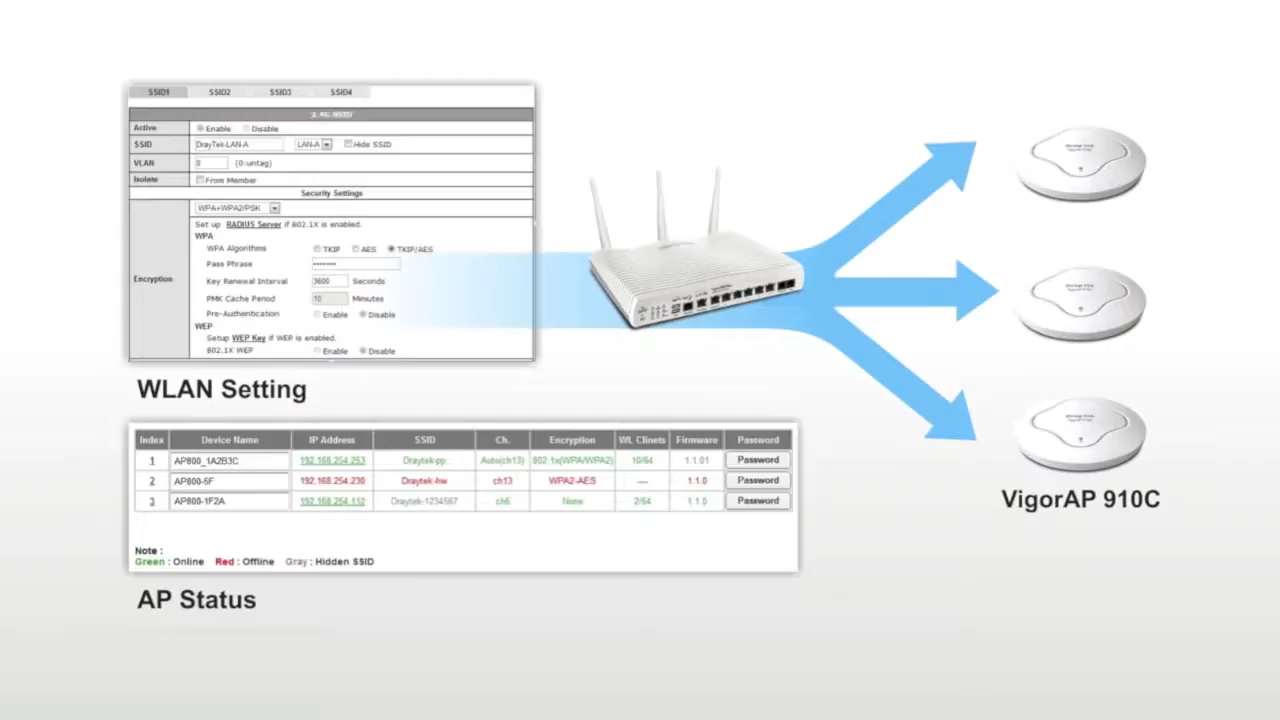 SSID1 SSID2 SSID3 SSID4
Active Enable Disable
SSID DrayTek-LAN-A LAN-A Hide SSID
VLAN 0 (0:untag)
Isolate From Member
Security Settings
WPA+WPA2/PSK
Set up RADIUS Server if 802.1X is enabled.
WPA
WPA Algorithms TKIP AES TKIP/AES
Pass Phrase ••••••••
Key Renewal Interval 3600 Seconds
Encryption
PMK Cache Period 10 Minutes
Pre-Authentication Enable Disable
WEP
Setup WEP Key if WEP is enabled.
802.1X WEP Enable Disable
WLAN Setting
Index Device Name IP Address SSID Ch. Encryption WL Clinets Firmware Password
1 AP800_1A2B3C 192.168.254.253 Draytek-pp Auto(ch13) 802.1x(WPA/WPA2) 10/64 1.1.01 Password
2 AP800-5F 192.168.254.230 Draytek-hw ch13 WPA2-AES ---- 1.1.0 Password
3 AP800-1F2A 192.168.254.112 Draytek-1234567 ch6 None 2/64 1.1.0 Password
Note :
Green : Online Red : Offline Gray : Hidden SSID
AP Status
VigorAP 910C